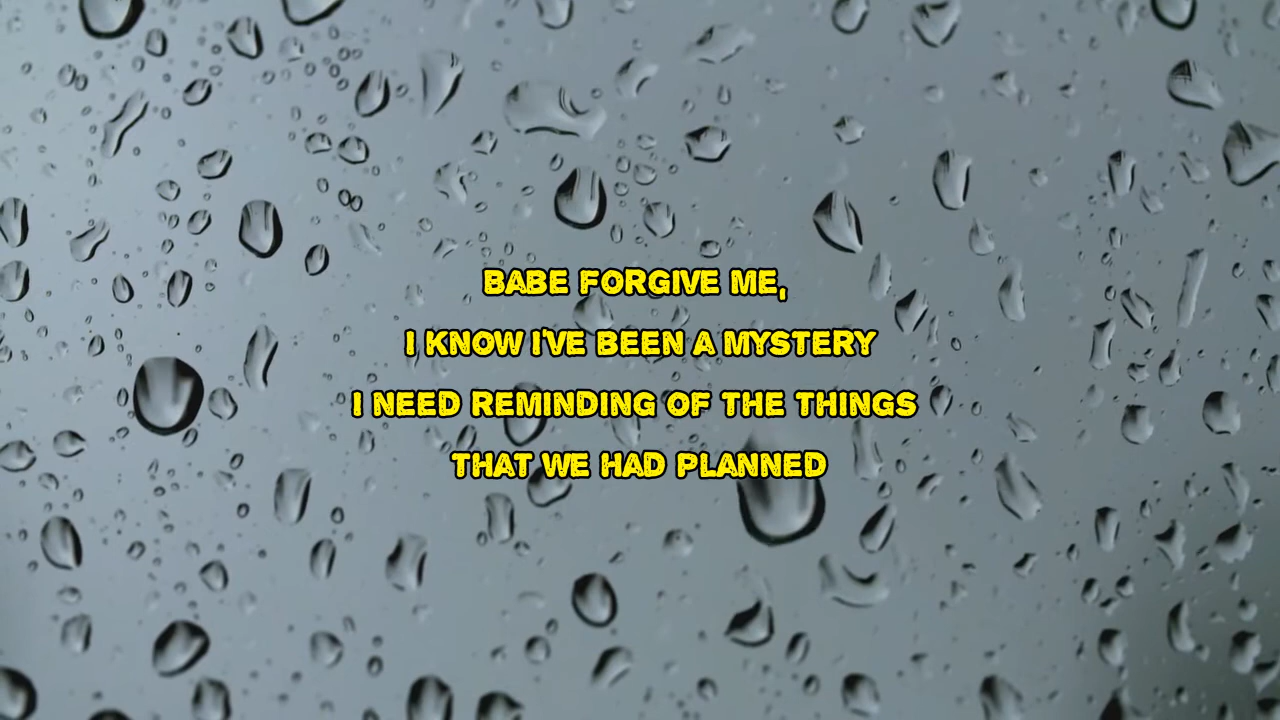 BABE FORGIVE ME,
I KNOW I'VE BEEN A MYSTERY
I NEED REMINDING OF THE THINGS
THAT WE HAD PLANNED